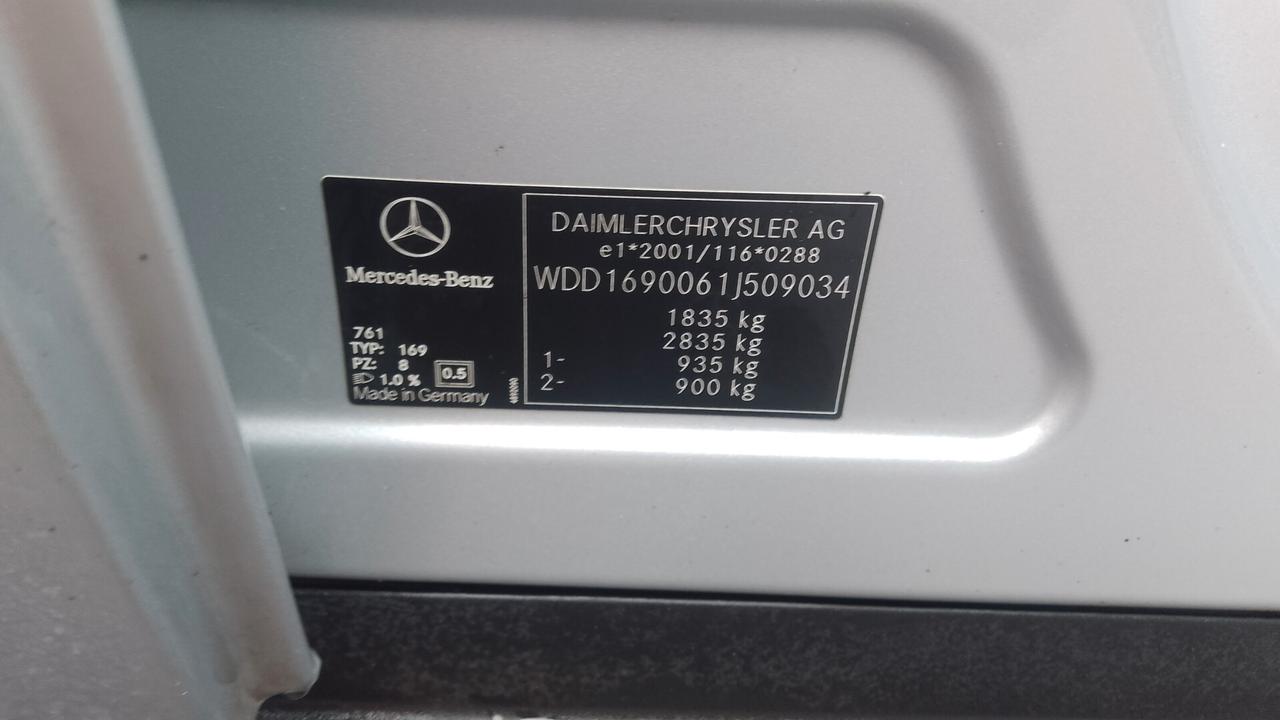 Mercedes-Benz
761
TYP: 169
PZ: 8
1.0 % 0.5
Made in Germany
DAIMLERCHRYSLER AG
e1*2001/116*0288
WDD1690061J509034
1835 kg
2835 kg
1- 935 kg
2- 900 kg